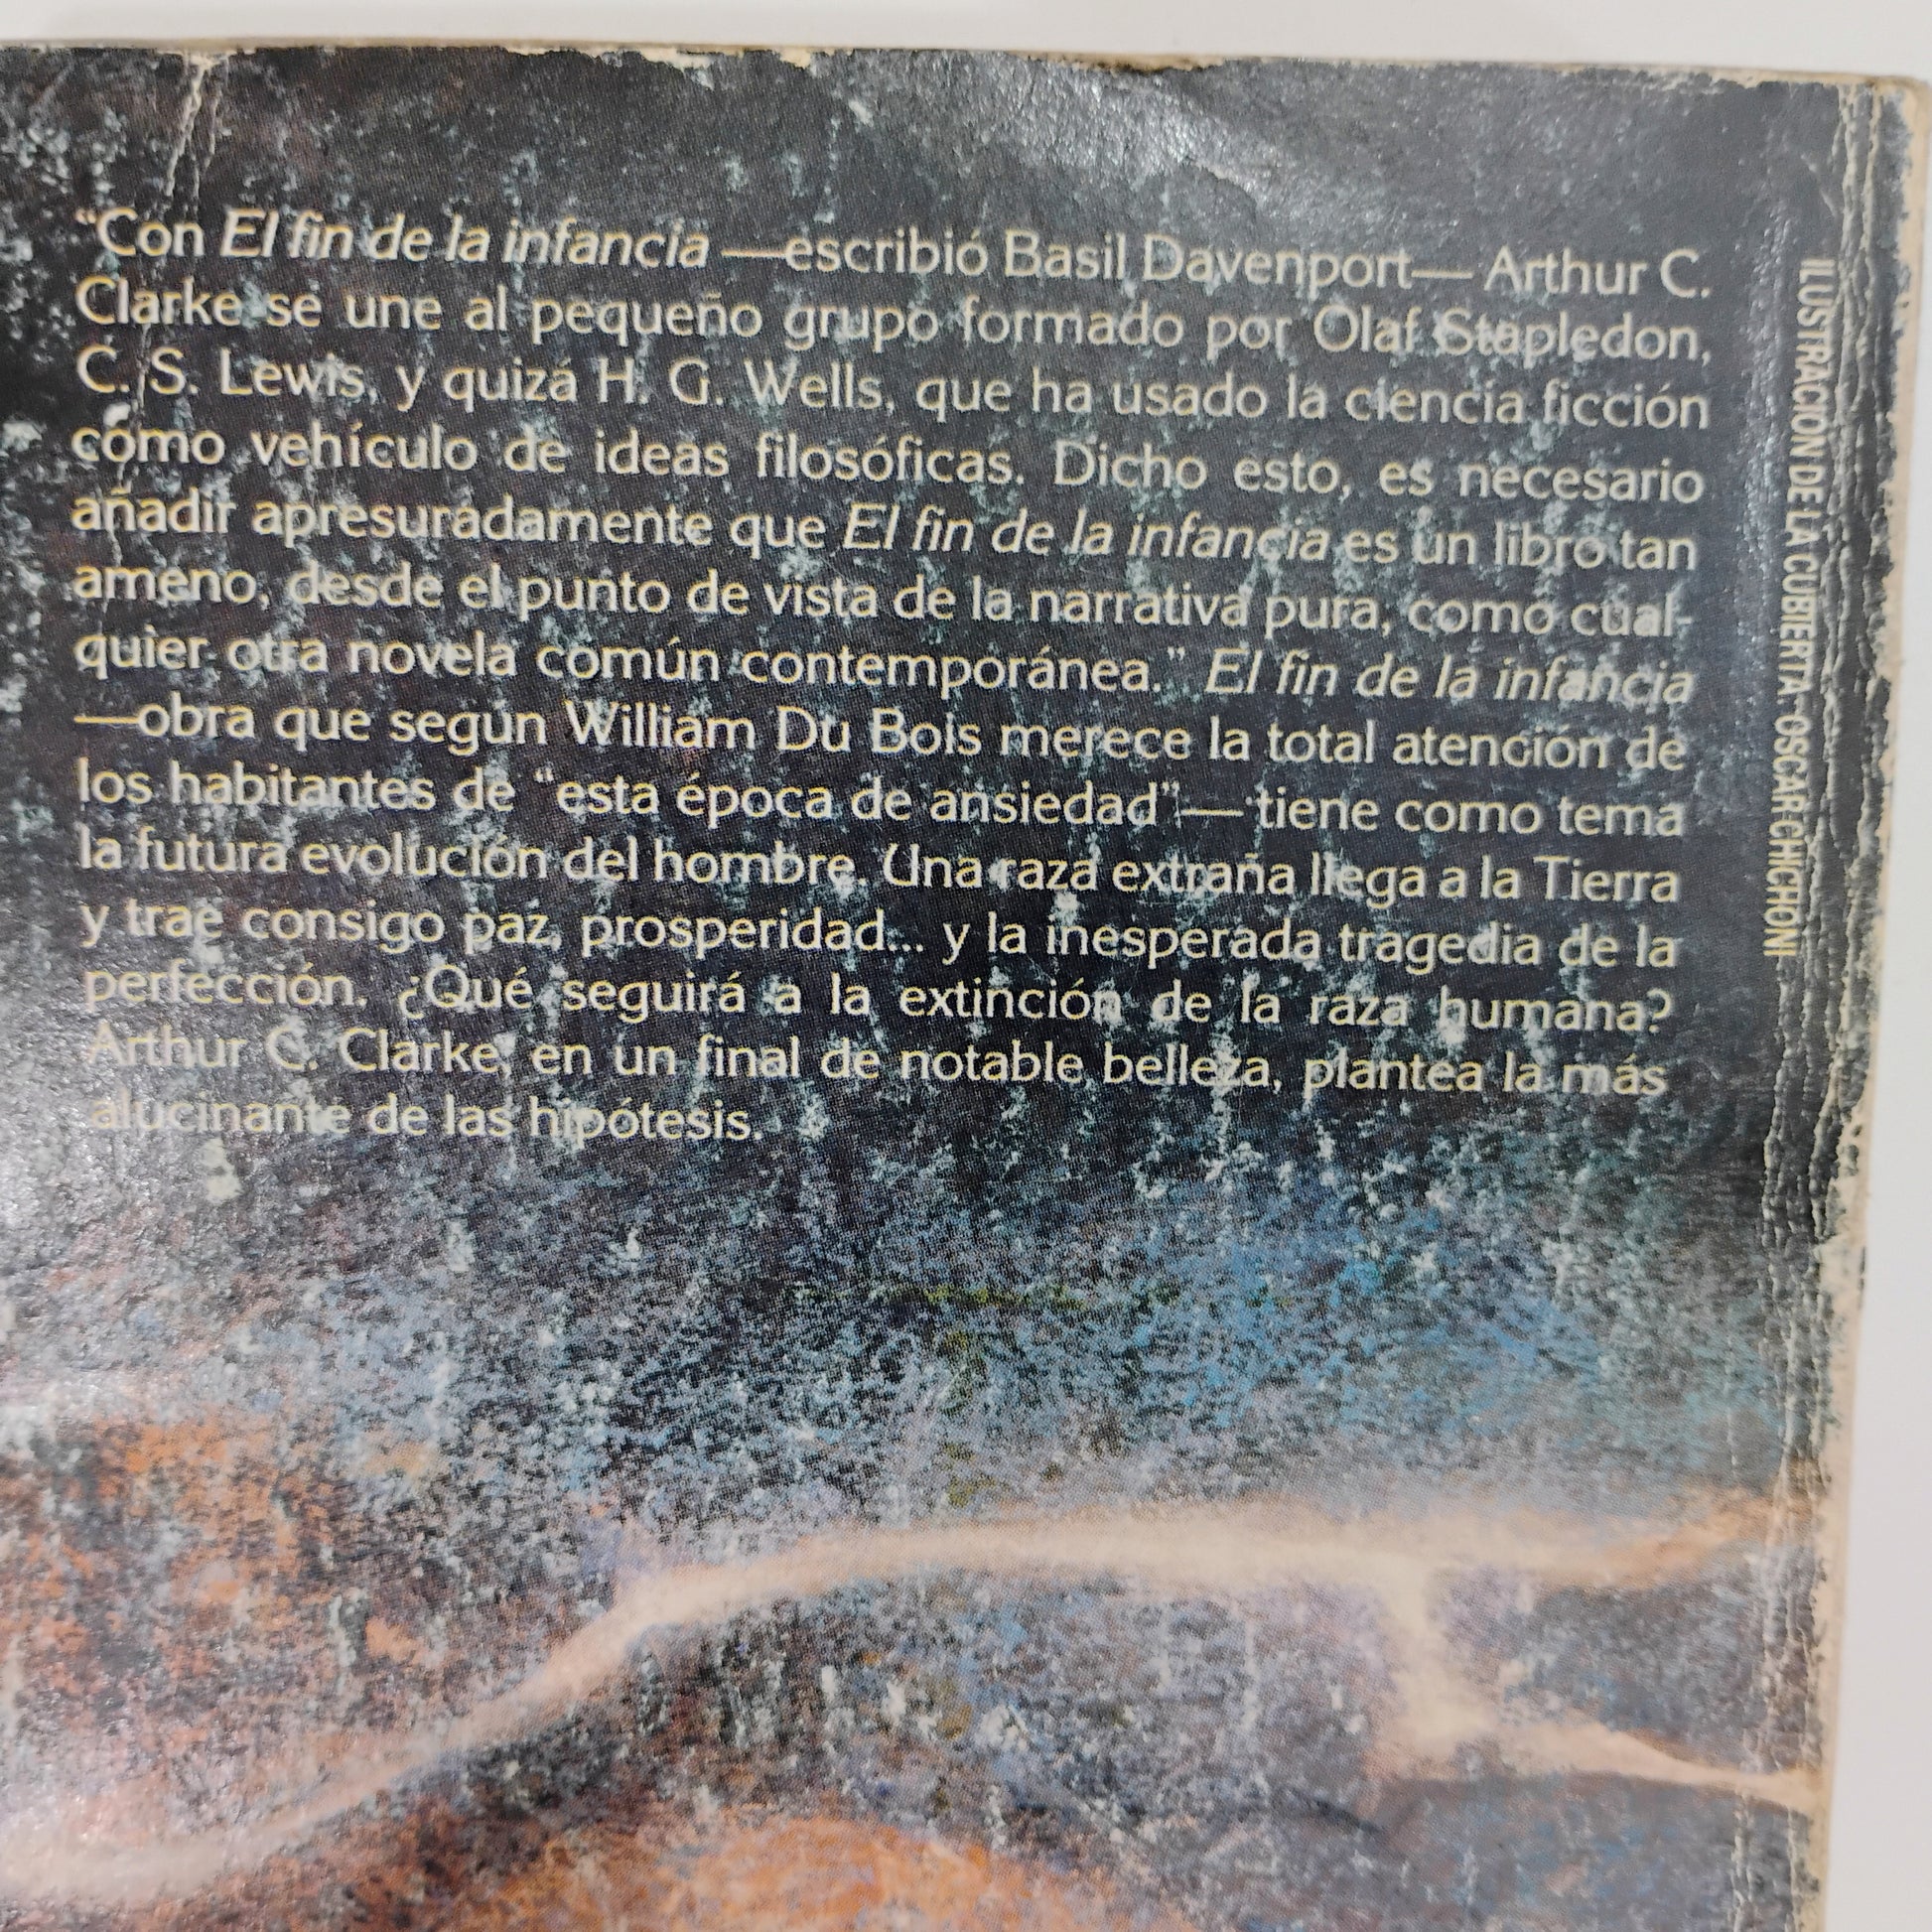 “Con El fin de la infancia —escribió Basil Davenport— Arthur C.
Clarke se une al pequeño grupo formado por Olaf Stapledon,
C. S. Lewis, y quizá H. G. Wells, que ha usado la ciencia ficción
como vehículo de ideas filosóficas. Dicho esto, es necesario
añadir apresuradamente que El fin de la infancia es un libro tan
ameno, desde el punto de vista de la narrativa pura, como cual-
quier otra novela común contemporánea.” El fin de la infancia
—obra que según William Du Bois merece la total atención de
los habitantes de “esta época de ansiedad”— tiene como tema
la futura evolución del hombre. Una raza extraña llega a la Tierra
y trae consigo paz, prosperidad... y la inesperada tragedia de la
perfección. ¿Qué seguirá a la extinción de la raza humana?
Arthur C. Clarke, en un final de notable belleza, plantea la más
alucinante de las hipótesis.
ILUSTRACION DE LA CUBIERTA: OSCAR CHICHONI